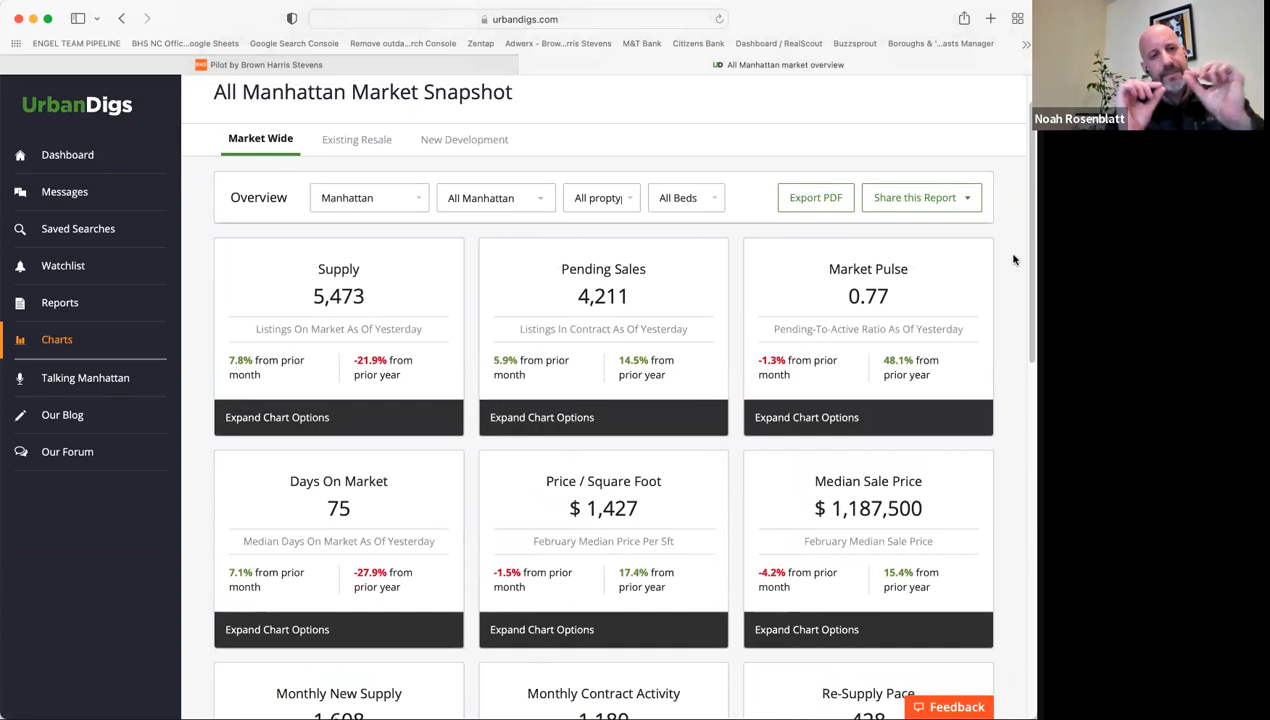 urbandigs.com
ENGEL TEAM PIPELINE
BHS NC Offic...oogle Sheets
Google Search Console
Remove outda...rch Console
Zentap
Adwerx - Brow...rris Stevens
M&T Bank
Citizens Bank
Dashboard / RealScout
Buzzsprout
Boroughs & '...asts Manager
BHS Pilot by Brown Harris Stevens
UD All Manhattan market overview
Noah Rosenblatt
UrbanDigs
Dashboard
Messages
Saved Searches
Watchlist
Reports
Charts
Talking Manhattan
Our Blog
Our Forum
All Manhattan Market Snapshot
Market Wide
Existing Resale
New Development
Overview
Manhattan
All Manhattan
All propty
All Beds
Export PDF
Share this Report
Supply
5,473
Listings On Market As Of Yesterday
7.8% from prior
month
-21.9% from
prior year
Expand Chart Options
Pending Sales
4,211
Listings In Contract As Of Yesterday
5.9% from prior
month
14.5% from
prior year
Expand Chart Options
Market Pulse
0.77
Pending-To-Active Ratio As Of Yesterday
-1.3% from prior
month
48.1% from
prior year
Expand Chart Options
Days On Market
75
Median Days On Market As Of Yesterday
7.1% from prior
month
-27.9% from
prior year
Expand Chart Options
Price / Square Foot
$ 1,427
February Median Price Per Sft
-1.5% from prior
month
17.4% from
prior year
Expand Chart Options
Median Sale Price
$ 1,187,500
February Median Sale Price
-4.2% from prior
month
15.4% from
prior year
Expand Chart Options
Monthly New Supply
1,608
Monthly Contract Activity
1,180
Re-Supply Pace
428
Feedback